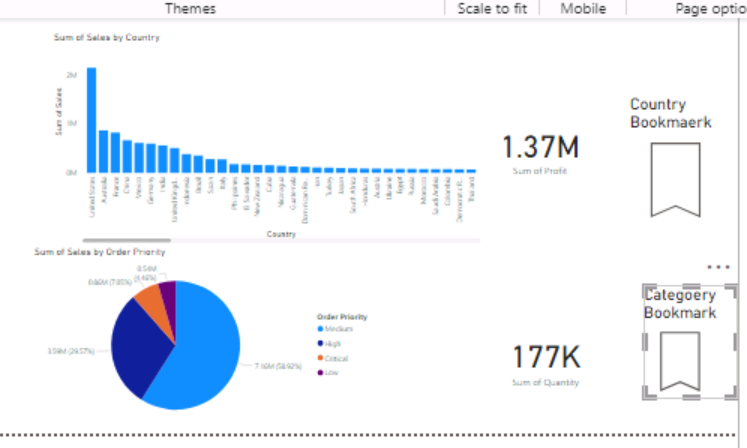 Themes
Scale to fit
Mobile
Page optio
Sum of Sales by Country
Sum of Sales
2M
1M
0M
United States
Australia
France
China
Mexico
Germany
India
United Kingd..
Indonesia
Brazil
Spain
Italy
Philippines
El Salvador
New Zealand
Cuba
Nicaragua
Guatemala
Dominican Re..
Iran
Turkey
Japan
South Africa
Honduras
Austria
Ukraine
Egypt
Russia
Morocco
Saudi Arabia
Colombia
Democratic R..
Thailand
Country
1.37M
Sum of Profit
Country
Bookmaerk
Sum of Sales by Order Priority
0.54M
(4.46%)
(7.05%)
3.59M (29.57%)
7.16M (58.92%)
Order Priority
Medium
High
Critical
Low
177K
Sum of Quantity
Categoery
Bookmark